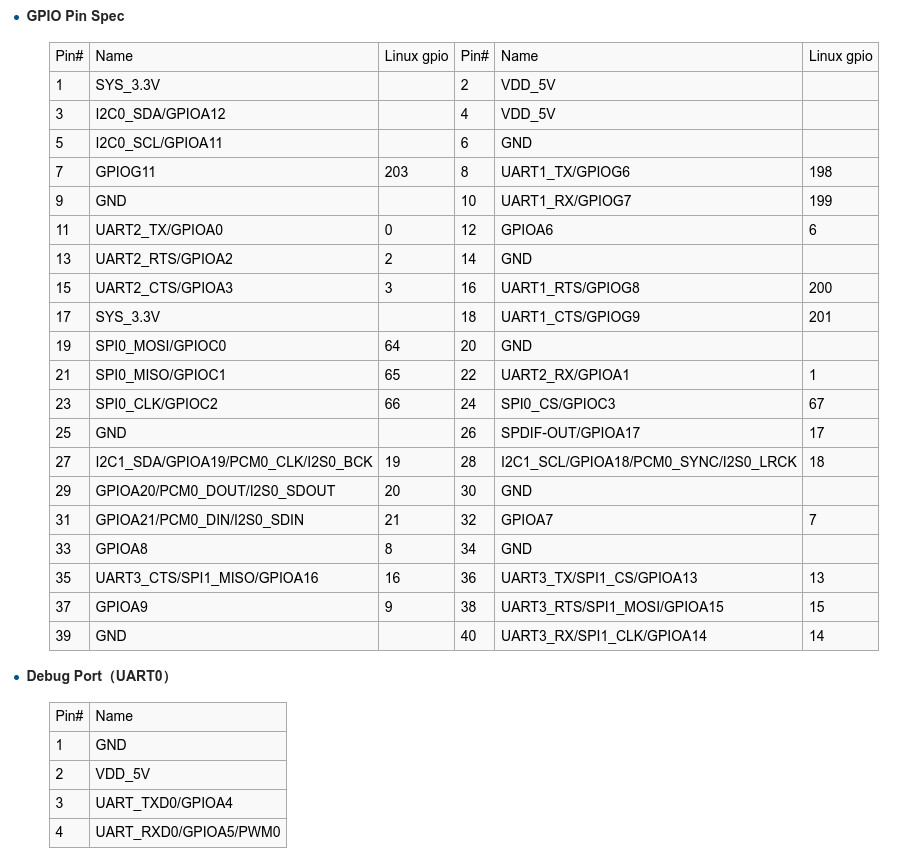 GPIO Pin Spec
Pin# Name Linux gpio Pin# Name Linux gpio
1 SYS_3.3V 2 VDD_5V
3 I2C0_SDA/GPIOA12 4 VDD_5V
5 I2C0_SCL/GPIOA11 6 GND
7 GPIOG11 203 8 UART1_TX/GPIOG6 198
9 GND 10 UART1_RX/GPIOG7 199
11 UART2_TX/GPIOA0 0 12 GPIOA6 6
13 UART2_RTS/GPIOA2 2 14 GND
15 UART2_CTS/GPIOA3 3 16 UART1_RTS/GPIOG8 200
17 SYS_3.3V 18 UART1_CTS/GPIOG9 201
19 SPI0_MOSI/GPIOC0 64 20 GND
21 SPI0_MISO/GPIOC1 65 22 UART2_RX/GPIOA1 1
23 SPI0_CLK/GPIOC2 66 24 SPI0_CS/GPIOC3 67
25 GND 26 SPDIF-OUT/GPIOA17 17
27 I2C1_SDA/GPIOA19/PCM0_CLK/I2S0_BCK 19 28 I2C1_SCL/GPIOA18/PCM0_SYNC/I2S0_LRCK 18
29 GPIOA20/PCM0_DOUT/I2S0_SDOUT 20 30 GND
31 GPIOA21/PCM0_DIN/I2S0_SDIN 21 32 GPIOA7 7
33 GPIOA8 8 34 GND
35 UART3_CTS/SPI1_MISO/GPIOA16 16 36 UART3_TX/SPI1_CS/GPIOA13 13
37 GPIOA9 9 38 UART3_RTS/SPI1_MOSI/GPIOA15 15
39 GND 40 UART3_RX/SPI1_CLK/GPIOA14 14
Debug Port（UART0）
Pin# Name
1 GND
2 VDD_5V
3 UART_TXD0/GPIOA4
4 UART_RXD0/GPIOA5/PWM0